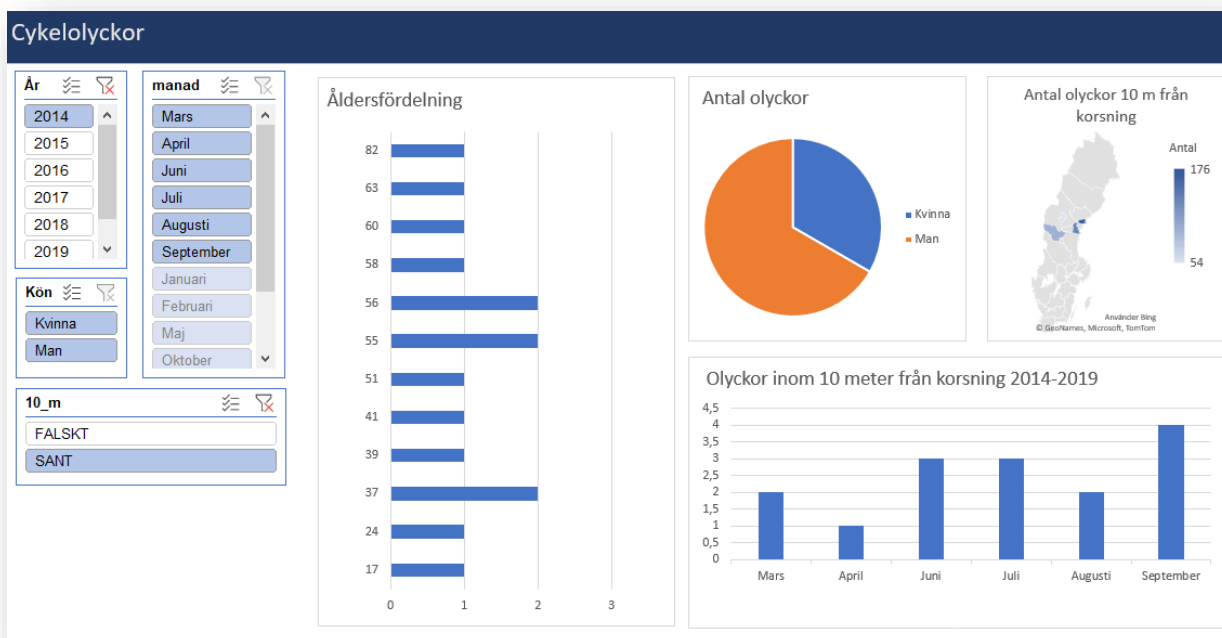 Cykelolyckor
År
2014
2015
2016
2017
2018
2019
Kön
Kvinna
Man
manad
Mars
April
Juni
Juli
Augusti
September
Januari
Februari
Maj
Oktober
10_m
FALSKT
SANT
Åldersfördelning
82
63
60
58
56
55
51
41
39
37
24
17
0 1 2 3
Antal olyckor
Kvinna
Man
Antal olyckor 10 m från
korsning
Antal
176
54
Använder Bing
© GeoNames, Microsoft, TomTom
Olyckor inom 10 meter från korsning 2014-2019
4,5
4
3,5
3
2,5
2
1,5
1
0,5
0
Mars April Juni Juli Augusti September